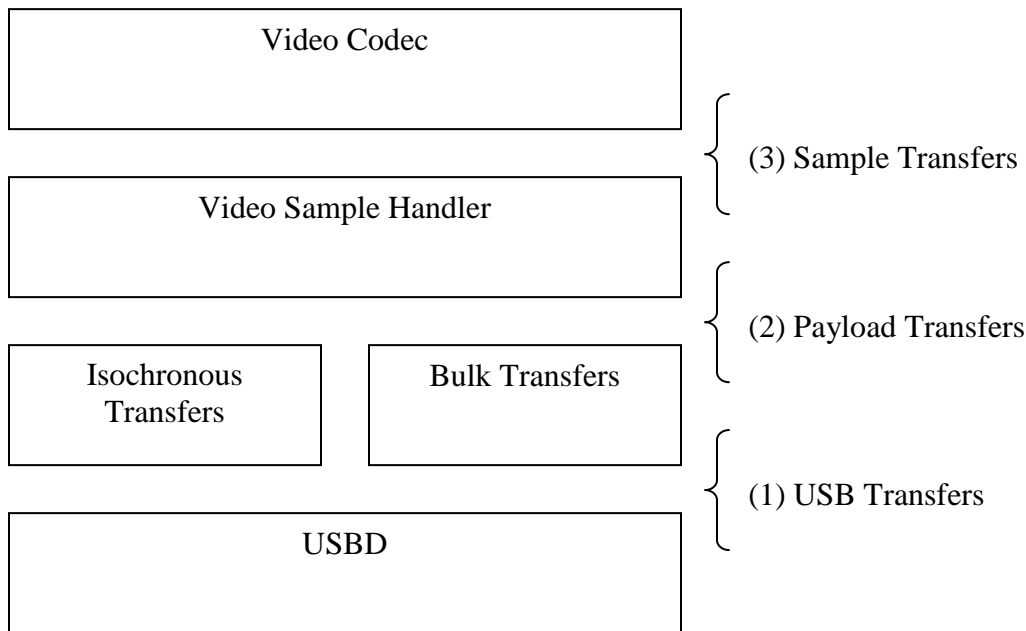 Video Codec
(3) Sample Transfers
Video Sample Handler
(2) Payload Transfers
Isochronous
Transfers
Bulk Transfers
(1) USB Transfers
USBD